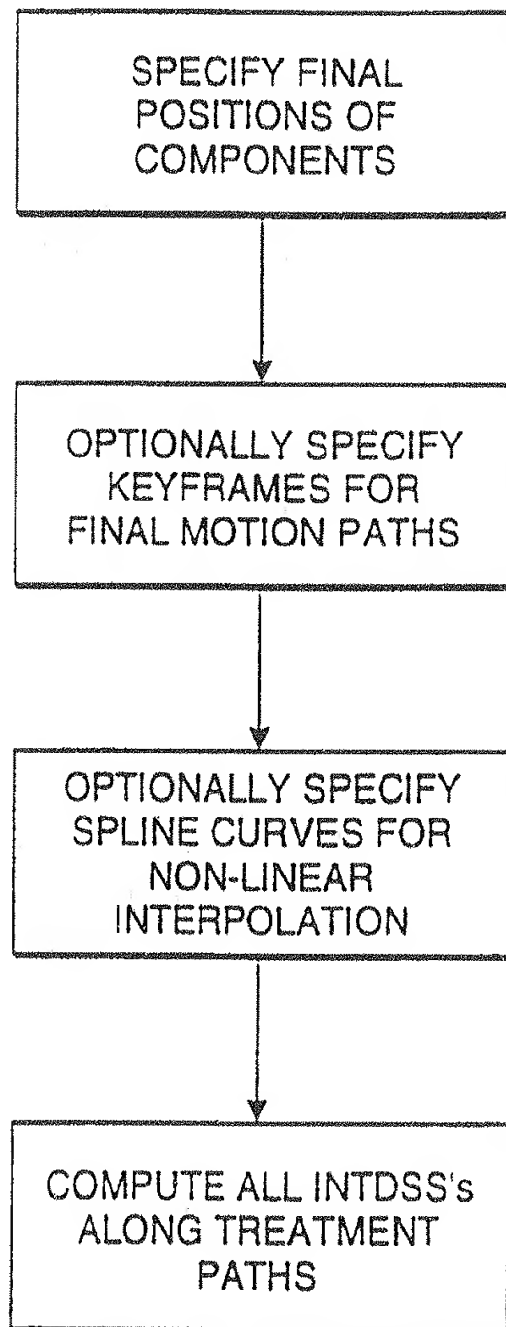 SPECIFY FINAL
POSITIONS OF
COMPONENTS
OPTIONALLY SPECIFY
KEYFRAMES FOR
FINAL MOTION PATHS
OPTIONALLY SPECIFY
SPLINE CURVES FOR
NON-LINEAR
INTERPOLATION
COMPUTE ALL INTDSS's
ALONG TREATMENT
PATHS